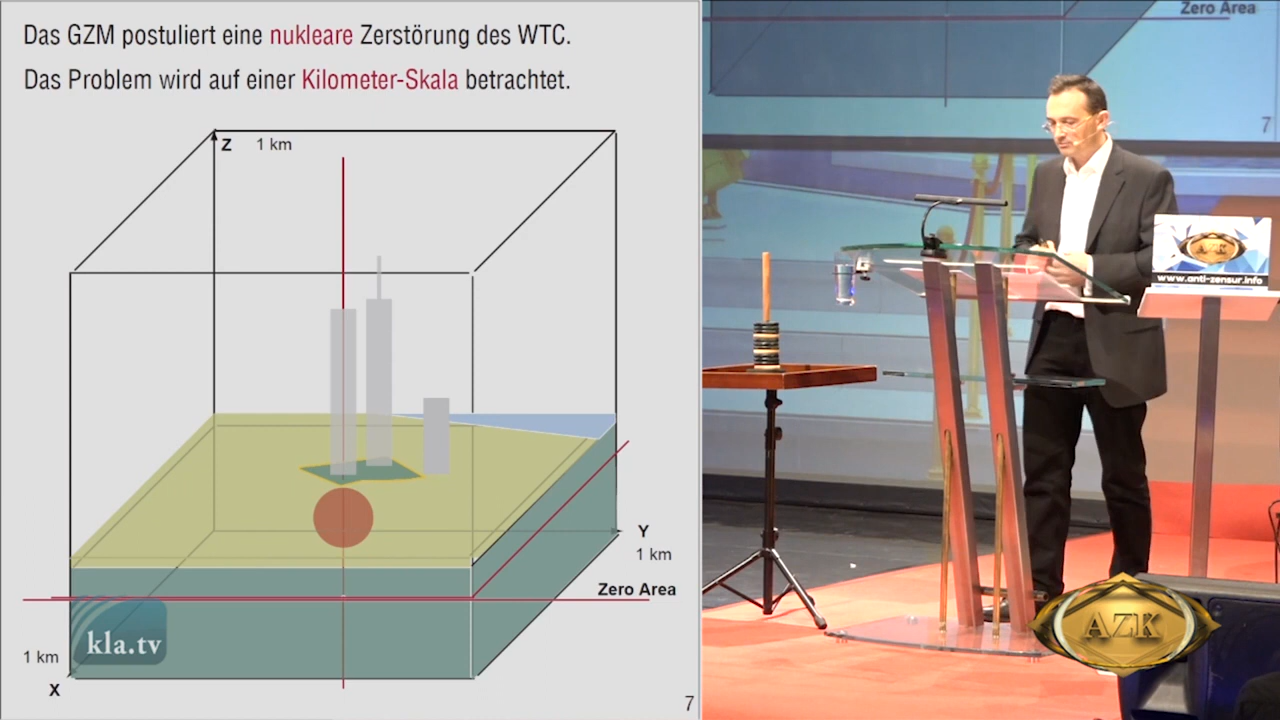 Das GZM postuliert eine nukleare Zerstörung des WTC.
Das Problem wird auf einer Kilometer-Skala betrachtet.
Z 1 km
Y
1 km
Zero Area
1 km
X
kla.tv
7
Zero Area
7
AZK
www.anti-zensur.info
AZK